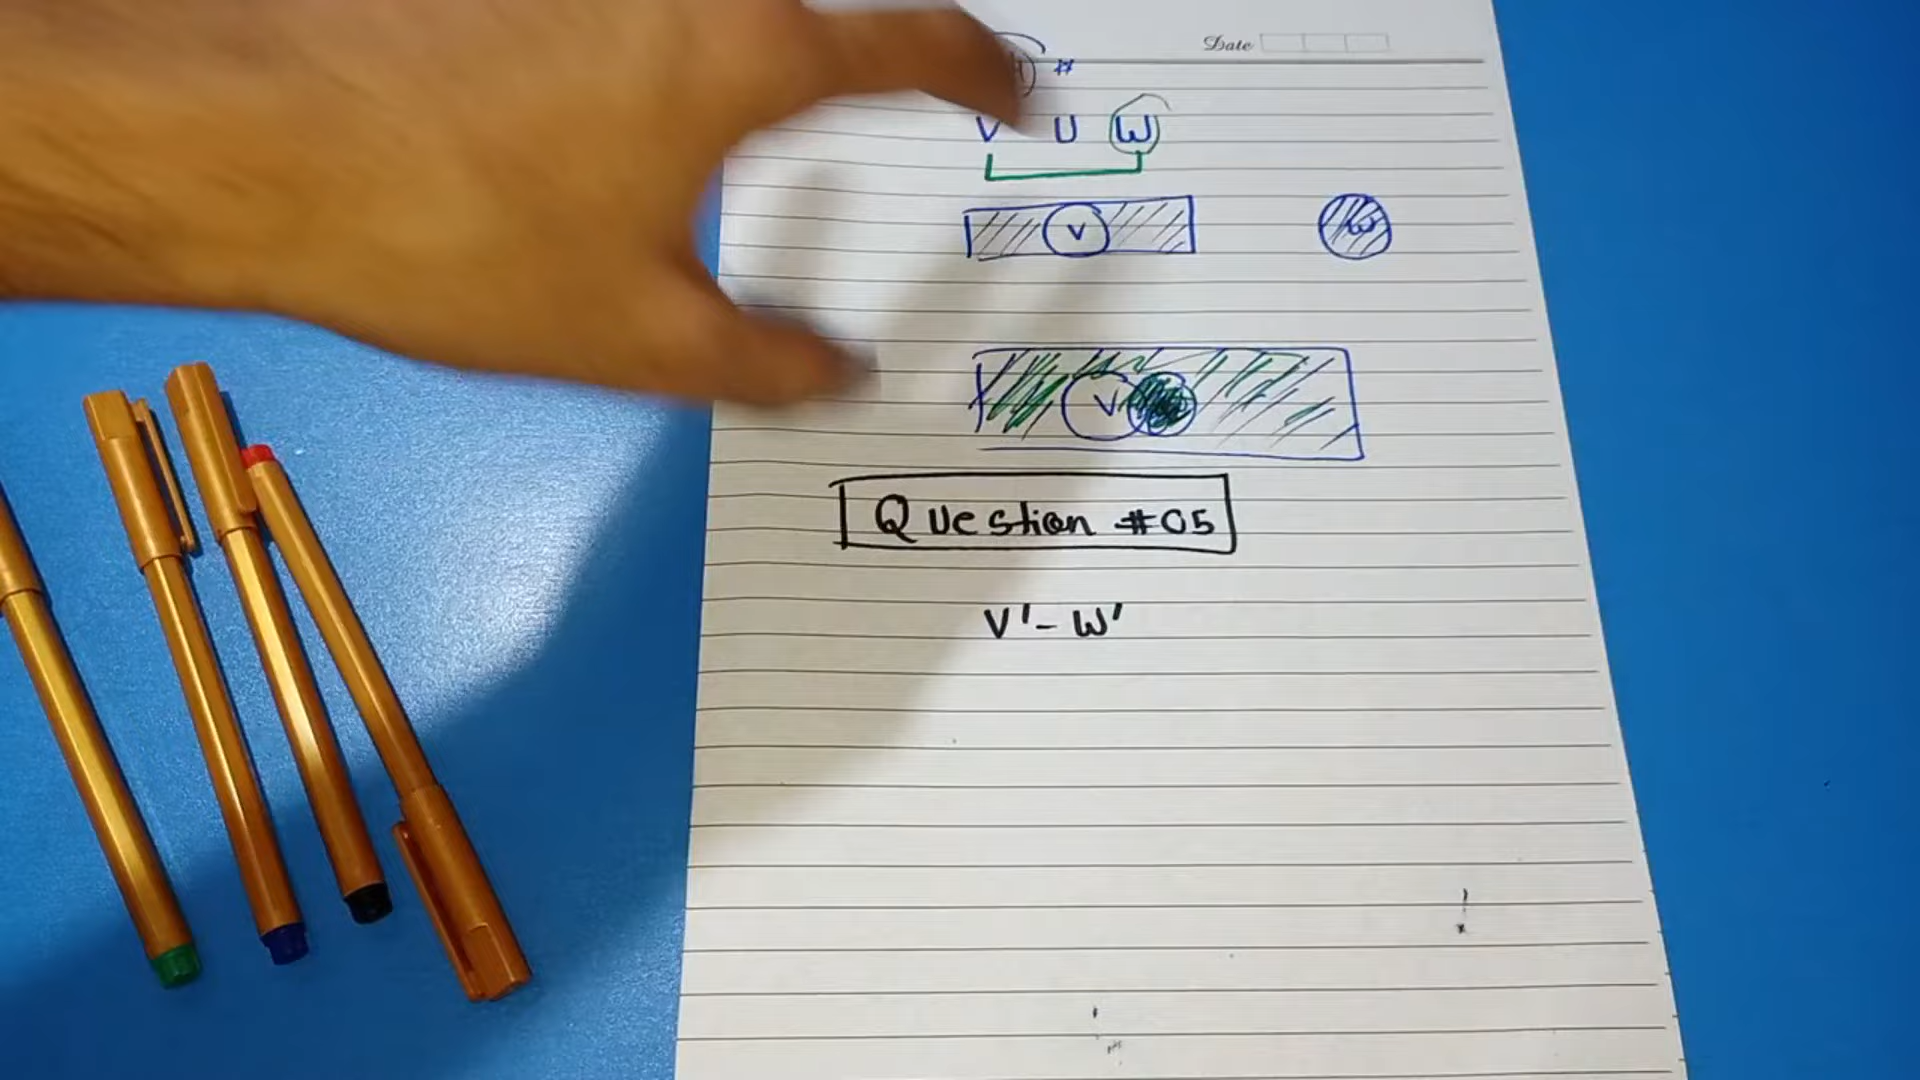 Date
#
V U W
V W
V
Question #05
V' - W'